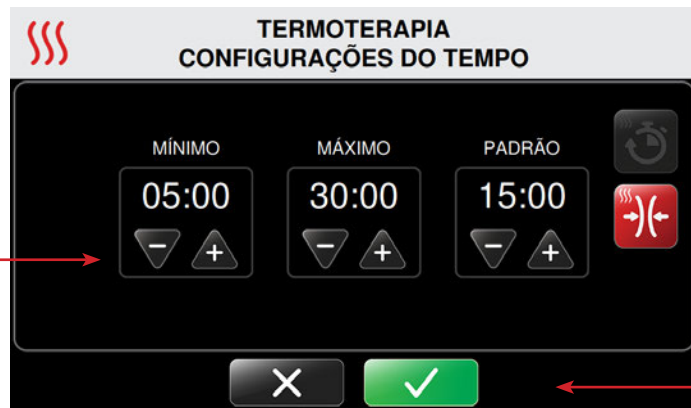 TERMOTERAPIA
CONFIGURAÇÕES DO TEMPO
MÍNIMO MÁXIMO PADRÃO
05:00 30:00 15:00